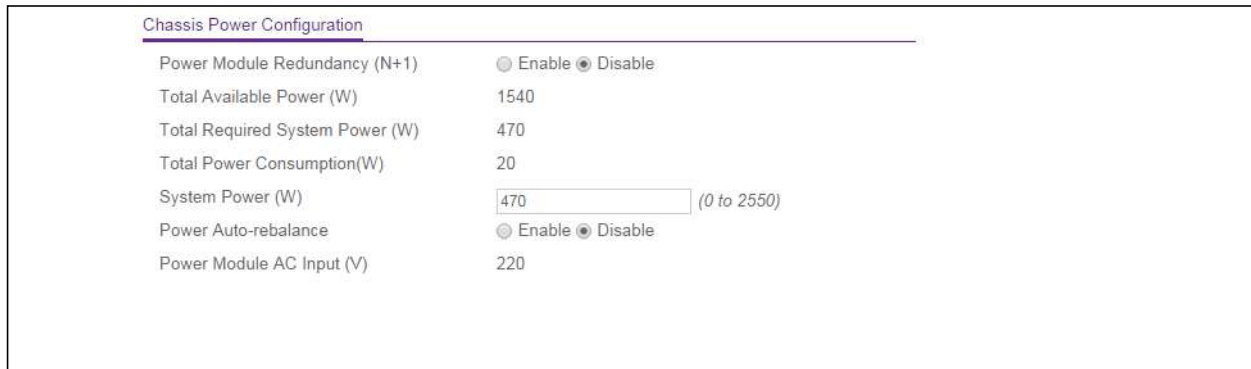 Chassis Power Configuration
Power Module Redundancy (N+1) Enable Disable
Total Available Power (W) 1540
Total Required System Power (W) 470
Total Power Consumption(W) 20
System Power (W) 470 (0 to 2550)
Power Auto-rebalance Enable Disable
Power Module AC Input (V) 220